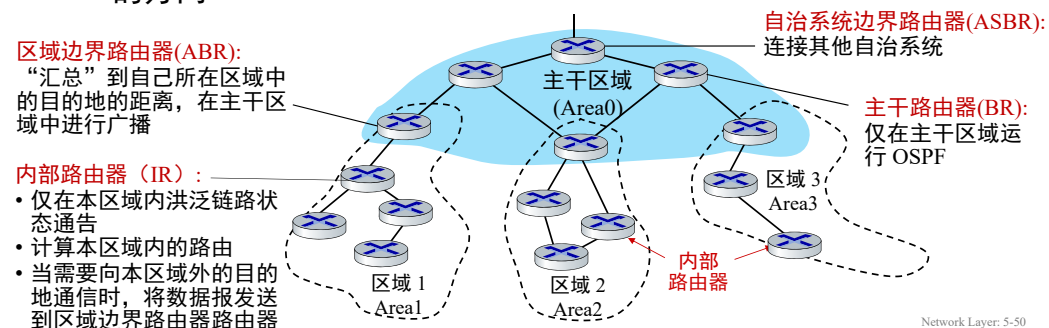 自治系统边界路由器(ASBR):
连接其他自治系统
区域边界路由器(ABR):
“汇总”到自己所在区域中
的目的地的距离，在主干区
域中进行广播
主干区域
(Area0)
主干路由器(BR):
仅在主干区域运
行 OSPF
内部路由器（IR）:
• 仅在本区域内洪泛链路状
态通告
• 计算本区域内的路由
• 当需要向本区域外的目的
地通信时，将数据报发送
到区域边界路由器路由器
区域 1
Area1
区域 2
Area2
区域 3
Area3
内部
路由器
Network Layer: 5-50